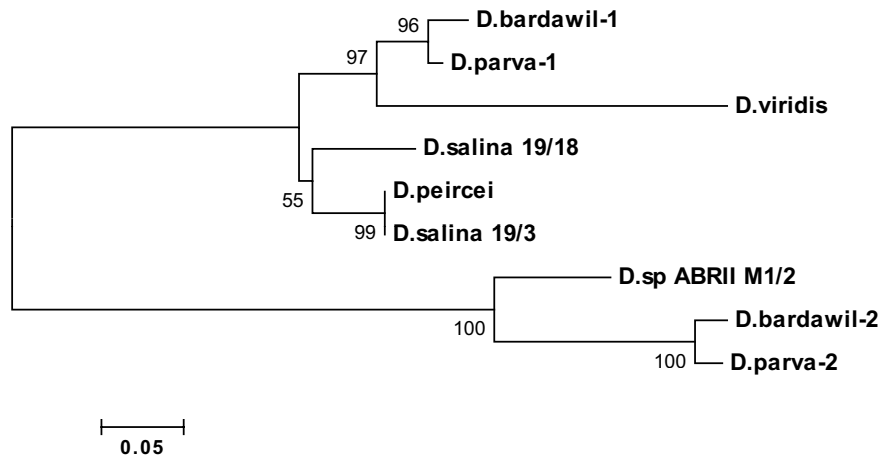 D.bardawil-1
96
D.parva-1
97
D.viridis
D.salina 19/18
D.peircei
55
D.salina 19/3
99
D.sp ABRII M1/2
D.bardawil-2
100
D.parva-2
100
0.05